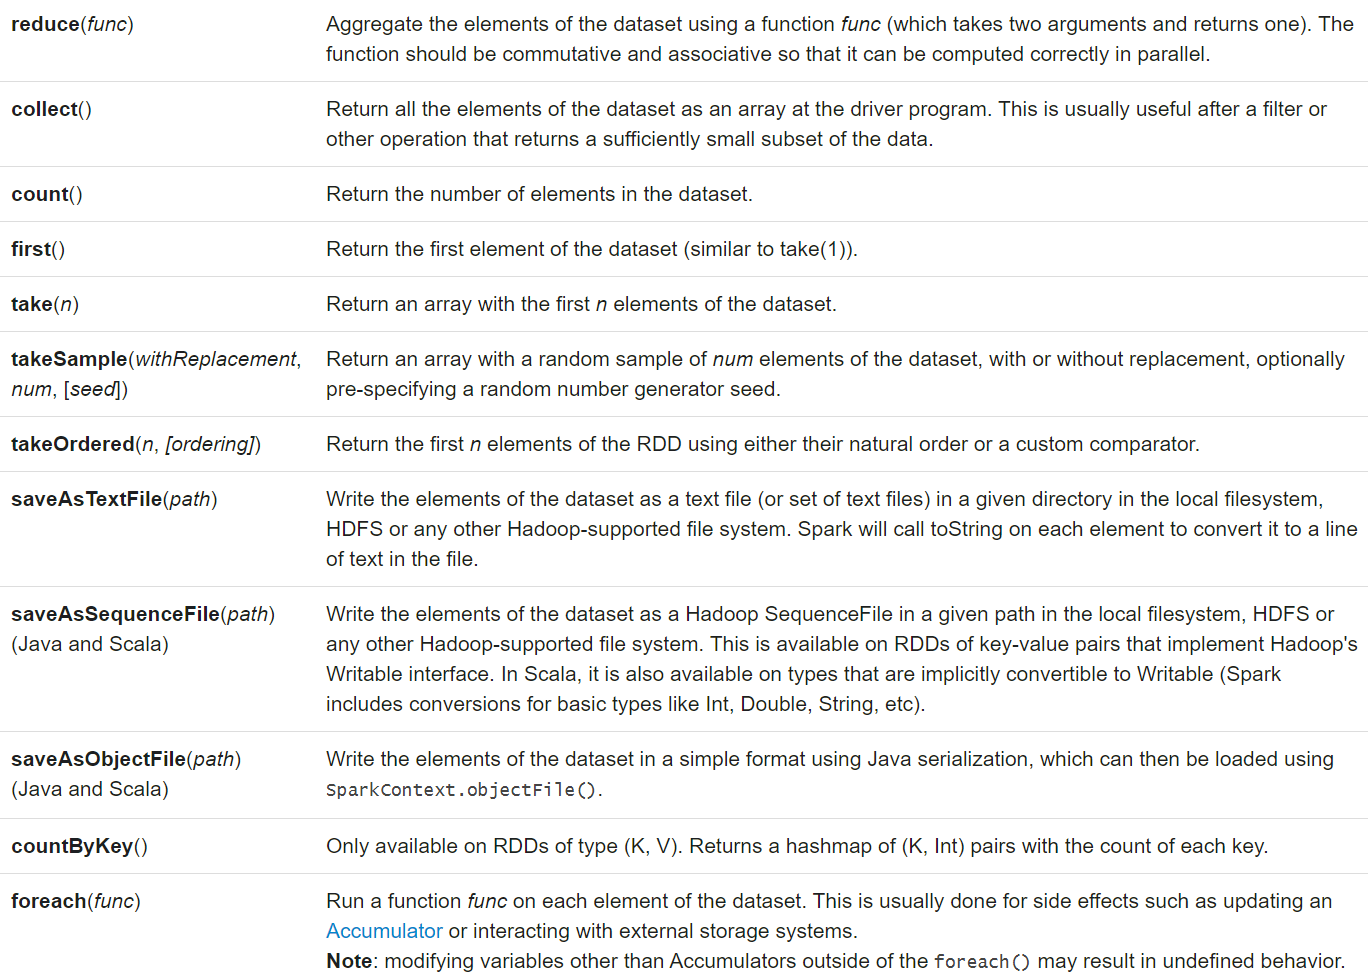 reduce(func) Aggregate the elements of the dataset using a function func (which takes two arguments and returns one). The
function should be commutative and associative so that it can be computed correctly in parallel.
collect() Return all the elements of the dataset as an array at the driver program. This is usually useful after a filter or
other operation that returns a sufficiently small subset of the data.
count() Return the number of elements in the dataset.
first() Return the first element of the dataset (similar to take(1)).
take(n) Return an array with the first n elements of the dataset.
takeSample(withReplacement, Return an array with a random sample of num elements of the dataset, with or without replacement, optionally
num, [seed]) pre-specifying a random number generator seed.
takeOrdered(n, [ordering]) Return the first n elements of the RDD using either their natural order or a custom comparator.
saveAsTextFile(path) Write the elements of the dataset as a text file (or set of text files) in a given directory in the local filesystem,
HDFS or any other Hadoop-supported file system. Spark will call toString on each element to convert it to a line
of text in the file.
saveAsSequenceFile(path) Write the elements of the dataset as a Hadoop SequenceFile in a given path in the local filesystem, HDFS or
(Java and Scala) any other Hadoop-supported file system. This is available on RDDs of key-value pairs that implement Hadoop's
Writable interface. In Scala, it is also available on types that are implicitly convertible to Writable (Spark
includes conversions for basic types like Int, Double, String, etc).
saveAsObjectFile(path) Write the elements of the dataset in a simple format using Java serialization, which can then be loaded using
(Java and Scala) SparkContext.objectFile().
countByKey() Only available on RDDs of type (K, V). Returns a hashmap of (K, Int) pairs with the count of each key.
foreach(func) Run a function func on each element of the dataset. This is usually done for side effects such as updating an
Accumulator or interacting with external storage systems.
Note: modifying variables other than Accumulators outside of the foreach() may result in undefined behavior.